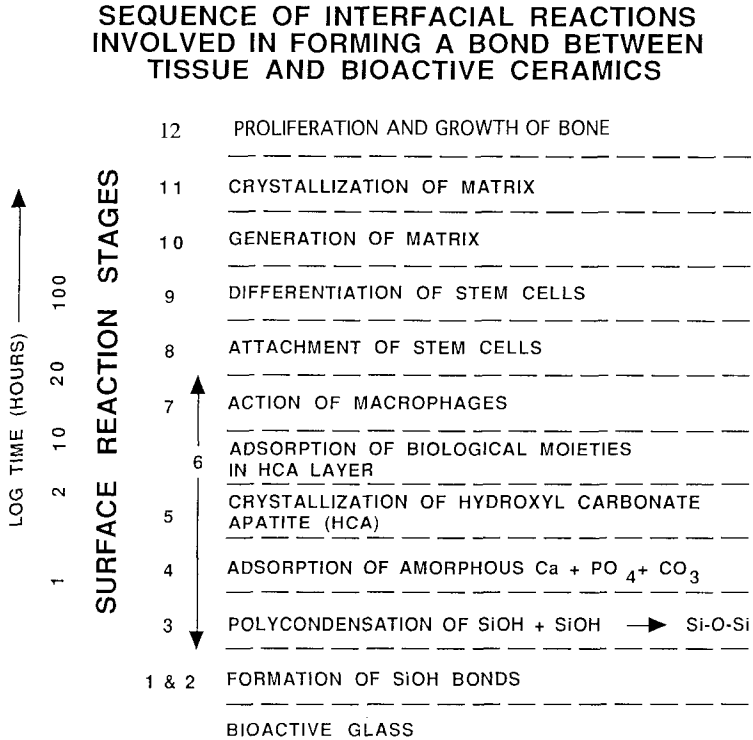 SEQUENCE OF INTERFACIAL REACTIONS
INVOLVED IN FORMING A BOND BETWEEN
TISSUE AND BIOACTIVE CERAMICS
LOG TIME (HOURS)
1 2 10 20 100
SURFACE REACTION STAGES
12 PROLIFERATION AND GROWTH OF BONE
11 CRYSTALLIZATION OF MATRIX
10 GENERATION OF MATRIX
9 DIFFERENTIATION OF STEM CELLS
8 ATTACHMENT OF STEM CELLS
7 ACTION OF MACROPHAGES
6 ADSORPTION OF BIOLOGICAL MOIETIES
IN HCA LAYER
5 CRYSTALLIZATION OF HYDROXYL CARBONATE
APATITE (HCA)
4 ADSORPTION OF AMORPHOUS Ca + PO4 + CO3
3 POLYCONDENSATION OF SiOH + SiOH → Si-O-Si
1 & 2 FORMATION OF SiOH BONDS
BIOACTIVE GLASS